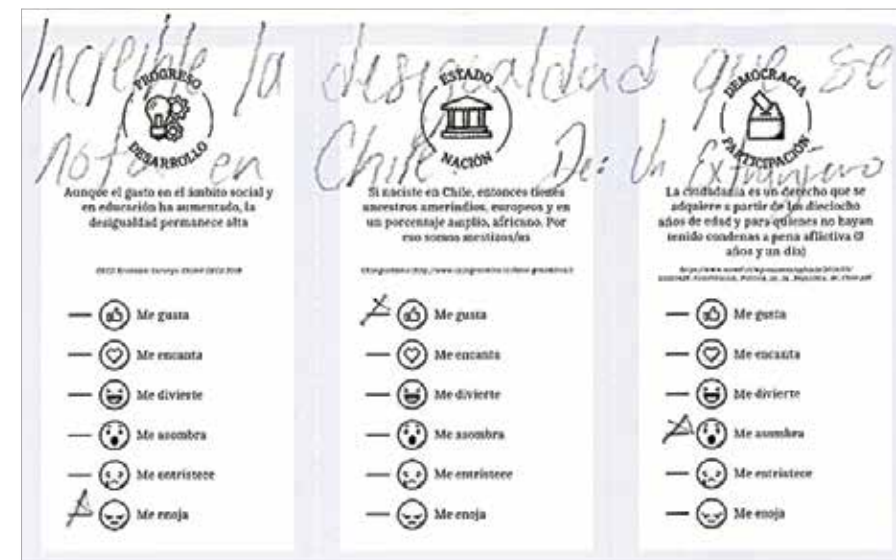 Increible la desigualdad que se
nota en Chile. De: Un Extranjero
PROGRESO
DESARROLLO
Aunque el gasto en el ámbito social y
en educación ha aumentado, la
desigualdad permanece alta
Me gusta
Me encanta
Me divierte
Me asombra
Me entristece
Me enoja
ESTADO
NACIÓN
Si naciste en Chile, entonces tienes
ancestros amerindios, europeos y en
un porcentaje amplio, africano. Por
eso somos mestizos/as
Me gusta
Me encanta
Me divierte
Me asombra
Me entristece
Me enoja
DEMOCRACIA
PARTICIPACIÓN
La ciudadanía es un derecho que se
adquiere a partir de los dieciocho
años de edad y para quienes no hayan
tenido condenas a pena aflictiva (3
años y un día)
Me gusta
Me encanta
Me divierte
Me asombra
Me entristece
Me enoja